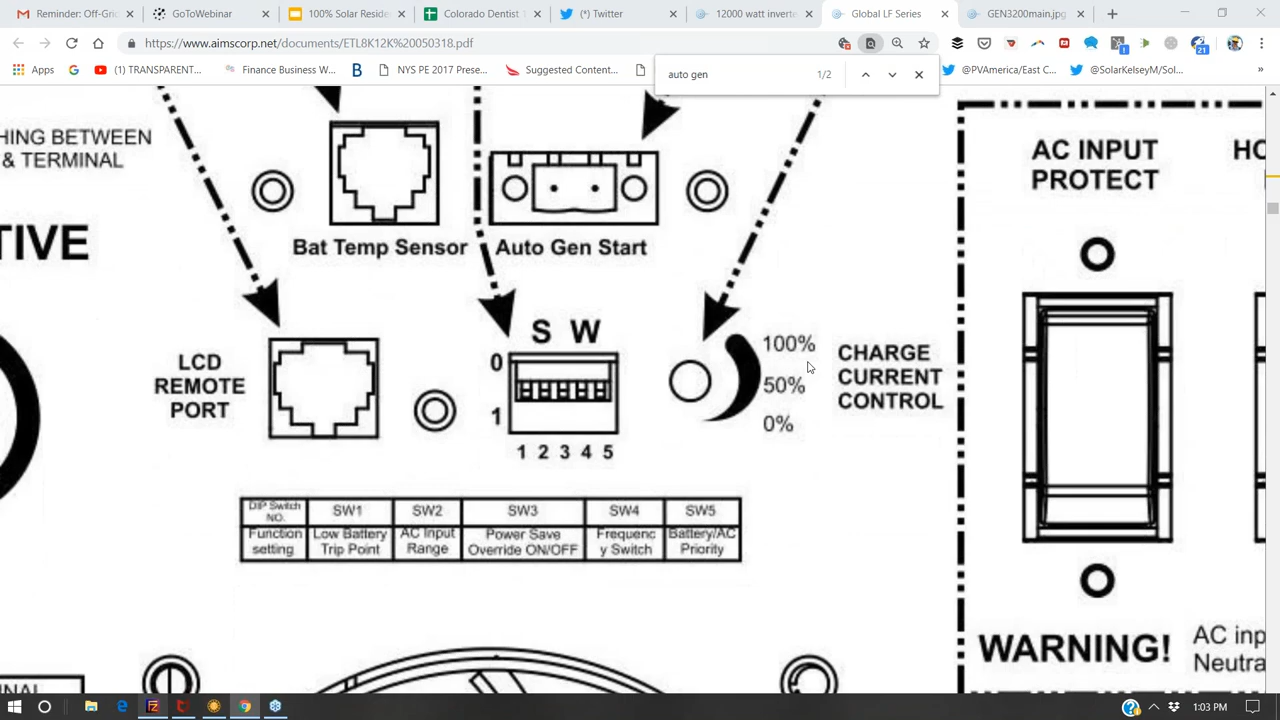 Reminder: Off-Grid
GoToWebinar
100% Solar Reside
Colorado Dentist T
(*) Twitter
12000 watt inverte
Global LF Series
GEN3200main.jpg
https://www.aimscorp.net/documents/ETL8K12K%20050318.pdf
Apps
(1) TRANSPARENT...
Finance Business W...
NYS PE 2017 Prese...
Suggested Content...
@PVAmerica/East C...
@SolarKelseyM/Sol...
auto gen
1/2
HING BETWEEN
& TERMINAL
TIVE
Bat Temp Sensor
Auto Gen Start
AC INPUT
PROTECT
HO
LCD
REMOTE
PORT
S W
0
1
1 2 3 4 5
100%
50%
0%
CHARGE
CURRENT
CONTROL
DIP Switch NO. SW1 SW2 SW3 SW4 SW5
Function setting Low Battery Trip Point AC Input Range Power Save Override ON/OFF Frequenc y Switch Battery/AC Priority
WARNING!
AC inp
Neutra
MINAL
1:03 PM